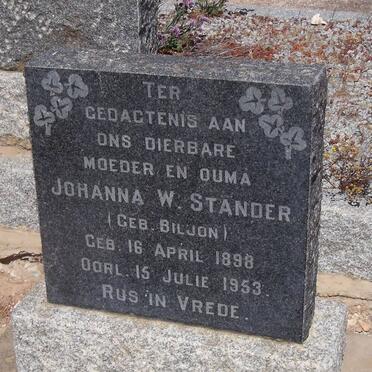 TER
GEDAGTENIS AAN
ONS DIERBARE
MOEDER EN OUMA
JOHANNA W. STANDER
(GEB. BILJON)
GEB. 16 APRIL 1898
OORL. 15 JULIE 1953.
RUS IN VREDE.